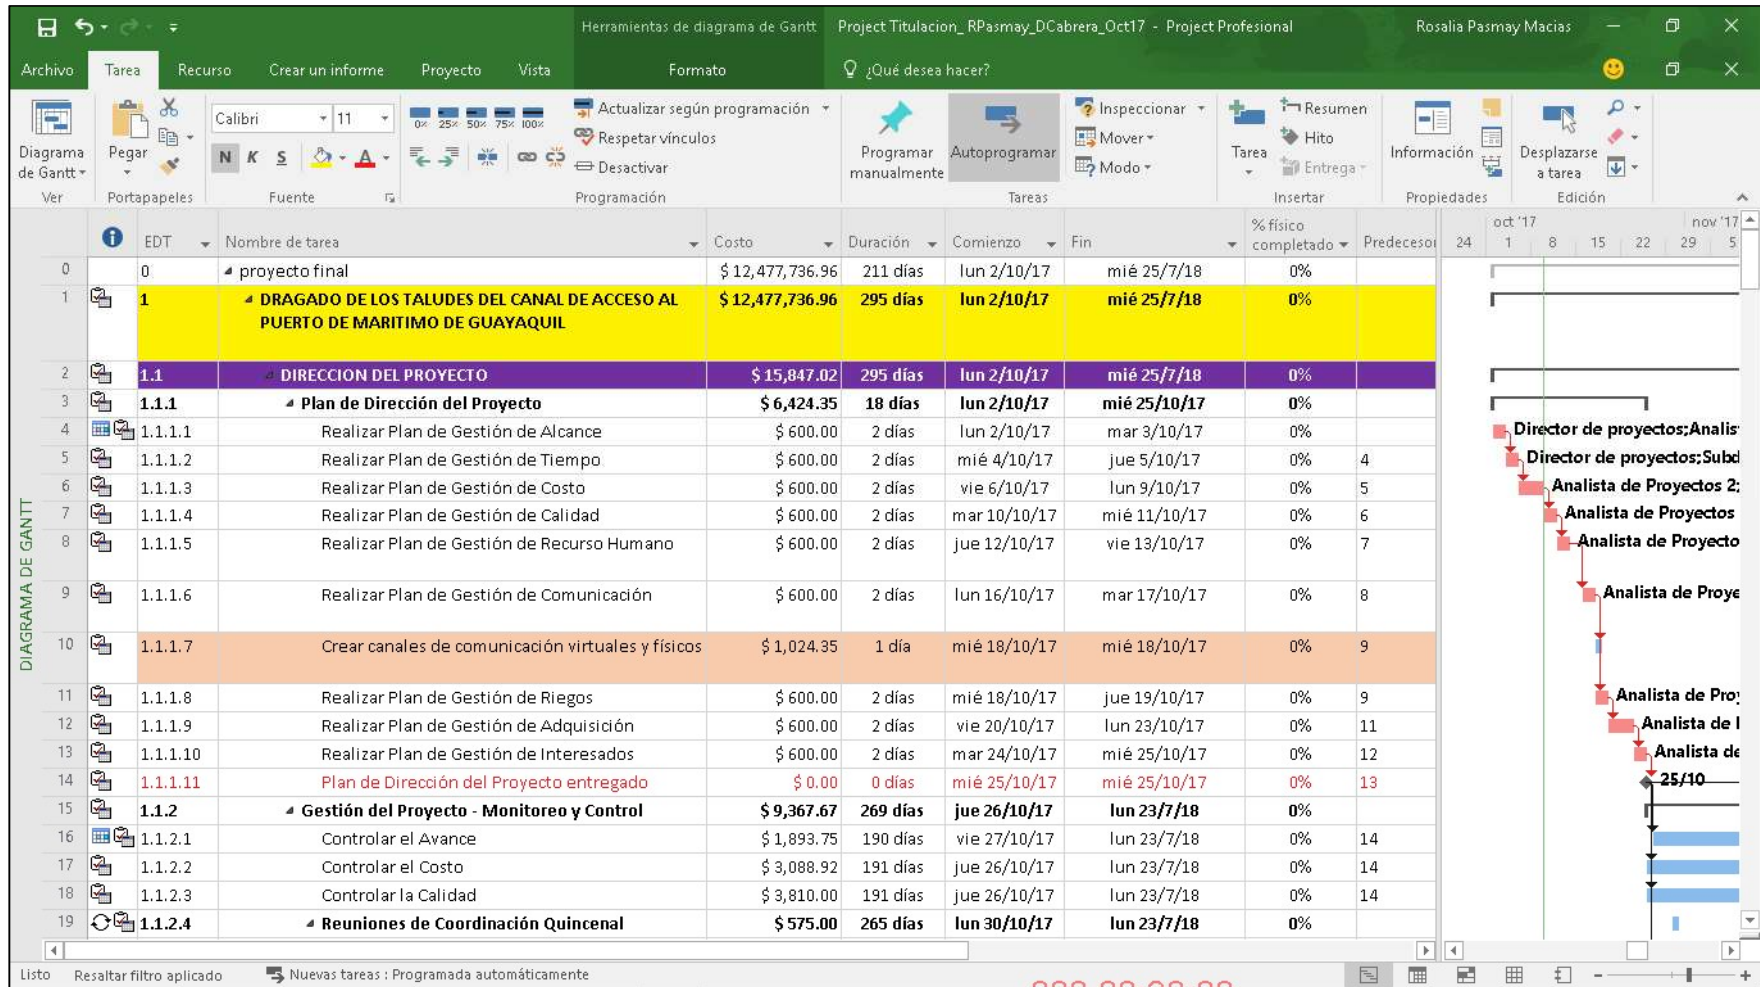 Herramientas de diagrama de Gantt Project Titulacion_ RPasmay_DCabrera_Oct17 - Project Profesional Rosalia Pasmay Macias
Archivo Tarea Recurso Crear un informe Proyecto Vista Formato ¿Qué desea hacer?
Diagrama de Gantt
Ver
Pegar
Portapapeles
Calibri 11
N K S A
Fuente
0% 25% 50% 75% 100%
Actualizar según programación
Respetar vínculos
Desactivar
Programación
Programar manualmente
Autoprogramar
Inspeccionar
Mover
Modo
Tareas
Tarea
Resumen
Hito
Entrega
Insertar
Información
Propiedades
Desplazarse a tarea
Edición
DIAGRAMA DE GANTT
EDT Nombre de tarea Costo Duración Comienzo Fin % físico completado Predecesor
oct '17 nov '17
24 1 8 15 22 29 5
0 0 proyecto final $ 12,477,736.96 211 días lun 2/10/17 mié 25/7/18 0%
1 1 DRAGADO DE LOS TALUDES DEL CANAL DE ACCESO AL $ 12,477,736.96 295 días lun 2/10/17 mié 25/7/18 0%
PUERTO DE MARITIMO DE GUAYAQUIL
2 1.1 DIRECCION DEL PROYECTO $ 15,847.02 295 días lun 2/10/17 mié 25/7/18 0%
3 1.1.1 Plan de Dirección del Proyecto $ 6,424.35 18 días lun 2/10/17 mié 25/10/17 0%
4 1.1.1.1 Realizar Plan de Gestión de Alcance $ 600.00 2 días lun 2/10/17 mar 3/10/17 0% Director de proyectos;Analis
5 1.1.1.2 Realizar Plan de Gestión de Tiempo $ 600.00 2 días mié 4/10/17 jue 5/10/17 0% 4 Director de proyectos;Subd
6 1.1.1.3 Realizar Plan de Gestión de Costo $ 600.00 2 días vie 6/10/17 lun 9/10/17 0% 5 Analista de Proyectos 2;
7 1.1.1.4 Realizar Plan de Gestión de Calidad $ 600.00 2 días mar 10/10/17 mié 11/10/17 0% 6 Analista de Proyectos
8 1.1.1.5 Realizar Plan de Gestión de Recurso Humano $ 600.00 2 días jue 12/10/17 vie 13/10/17 0% 7 Analista de Proyecto
9 1.1.1.6 Realizar Plan de Gestión de Comunicación $ 600.00 2 días lun 16/10/17 mar 17/10/17 0% 8 Analista de Proye
10 1.1.1.7 Crear canales de comunicación virtuales y físicos $ 1,024.35 1 día mié 18/10/17 mié 18/10/17 0% 9
11 1.1.1.8 Realizar Plan de Gestión de Riegos $ 600.00 2 días mié 18/10/17 jue 19/10/17 0% 9 Analista de Proy
12 1.1.1.9 Realizar Plan de Gestión de Adquisición $ 600.00 2 días vie 20/10/17 lun 23/10/17 0% 11 Analista de
13 1.1.1.10 Realizar Plan de Gestión de Interesados $ 600.00 2 días mar 24/10/17 mié 25/10/17 0% 12 Analista de
14 1.1.1.11 Plan de Dirección del Proyecto entregado $ 0.00 0 días mié 25/10/17 mié 25/10/17 0% 13 25/10
15 1.1.2 Gestión del Proyecto - Monitoreo y Control $ 9,367.67 269 días jue 26/10/17 lun 23/7/18 0%
16 1.1.2.1 Controlar el Avance $ 1,893.75 190 días vie 27/10/17 lun 23/7/18 0% 14
17 1.1.2.2 Controlar el Costo $ 3,088.92 191 días jue 26/10/17 lun 23/7/18 0% 14
18 1.1.2.3 Controlar la Calidad $ 3,810.00 191 días jue 26/10/17 lun 23/7/18 0% 14
19 1.1.2.4 Reuniones de Coordinación Quincenal $ 575.00 265 días lun 30/10/17 lun 23/7/18 0%
Listo Resaltar filtro aplicado Nuevas tareas : Programada automáticamente